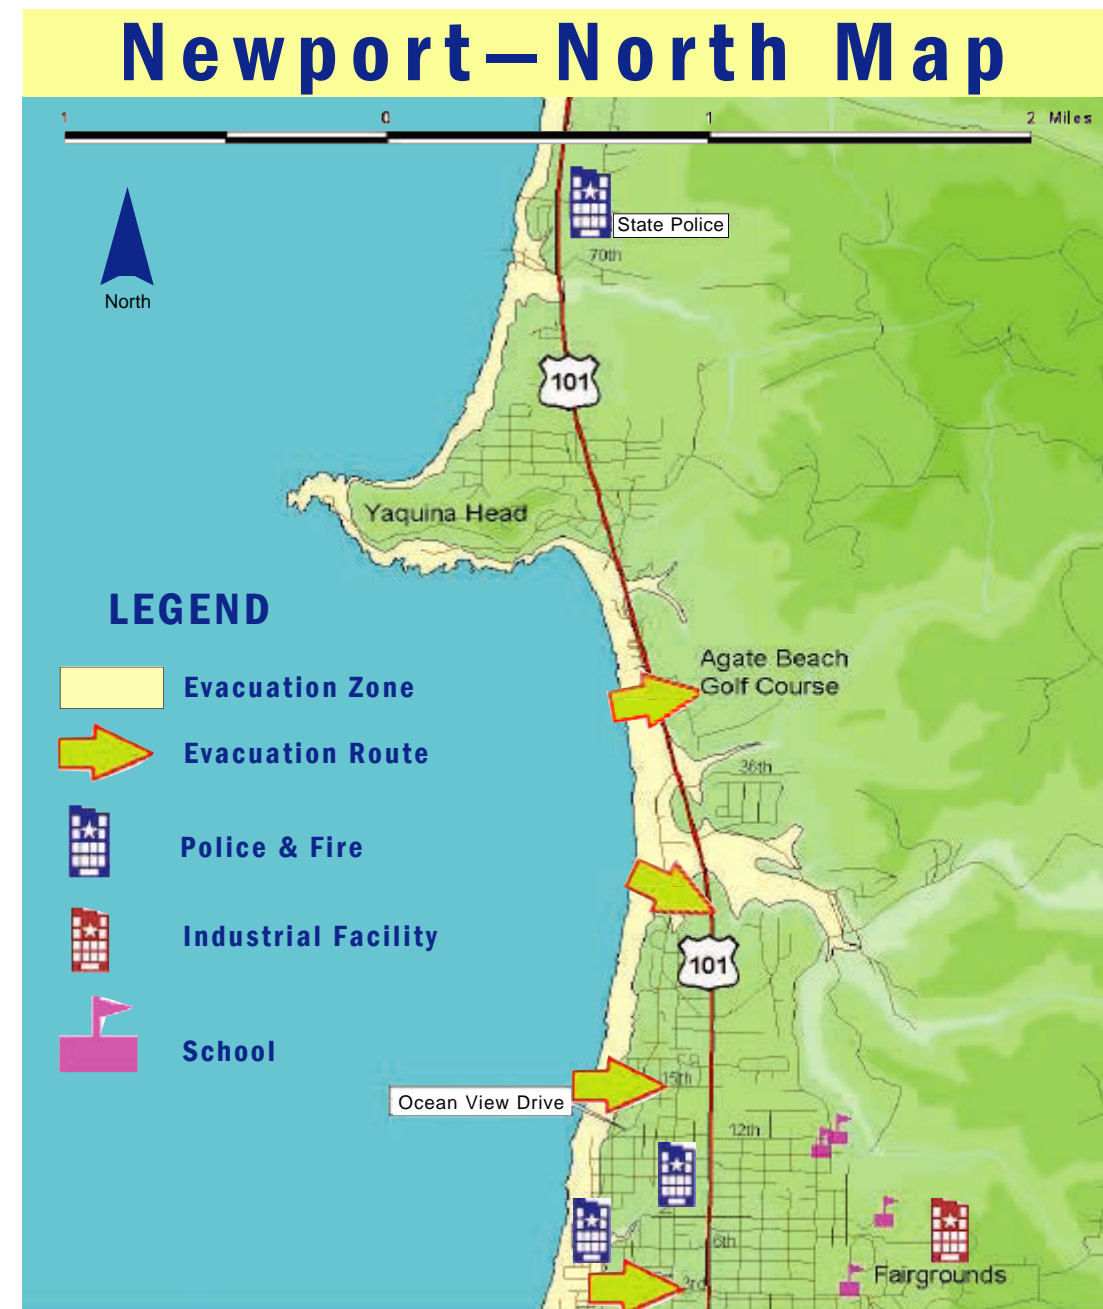 Newport—North Map
1 0 1 2 Miles
North
State Police
70th
101
Yaquina Head
LEGEND
Evacuation Zone
Evacuation Route
Police & Fire
Industrial Facility
School
Agate Beach
Golf Course
36th
101
15th
Ocean View Drive
12th
6th
3rd
Fairgrounds